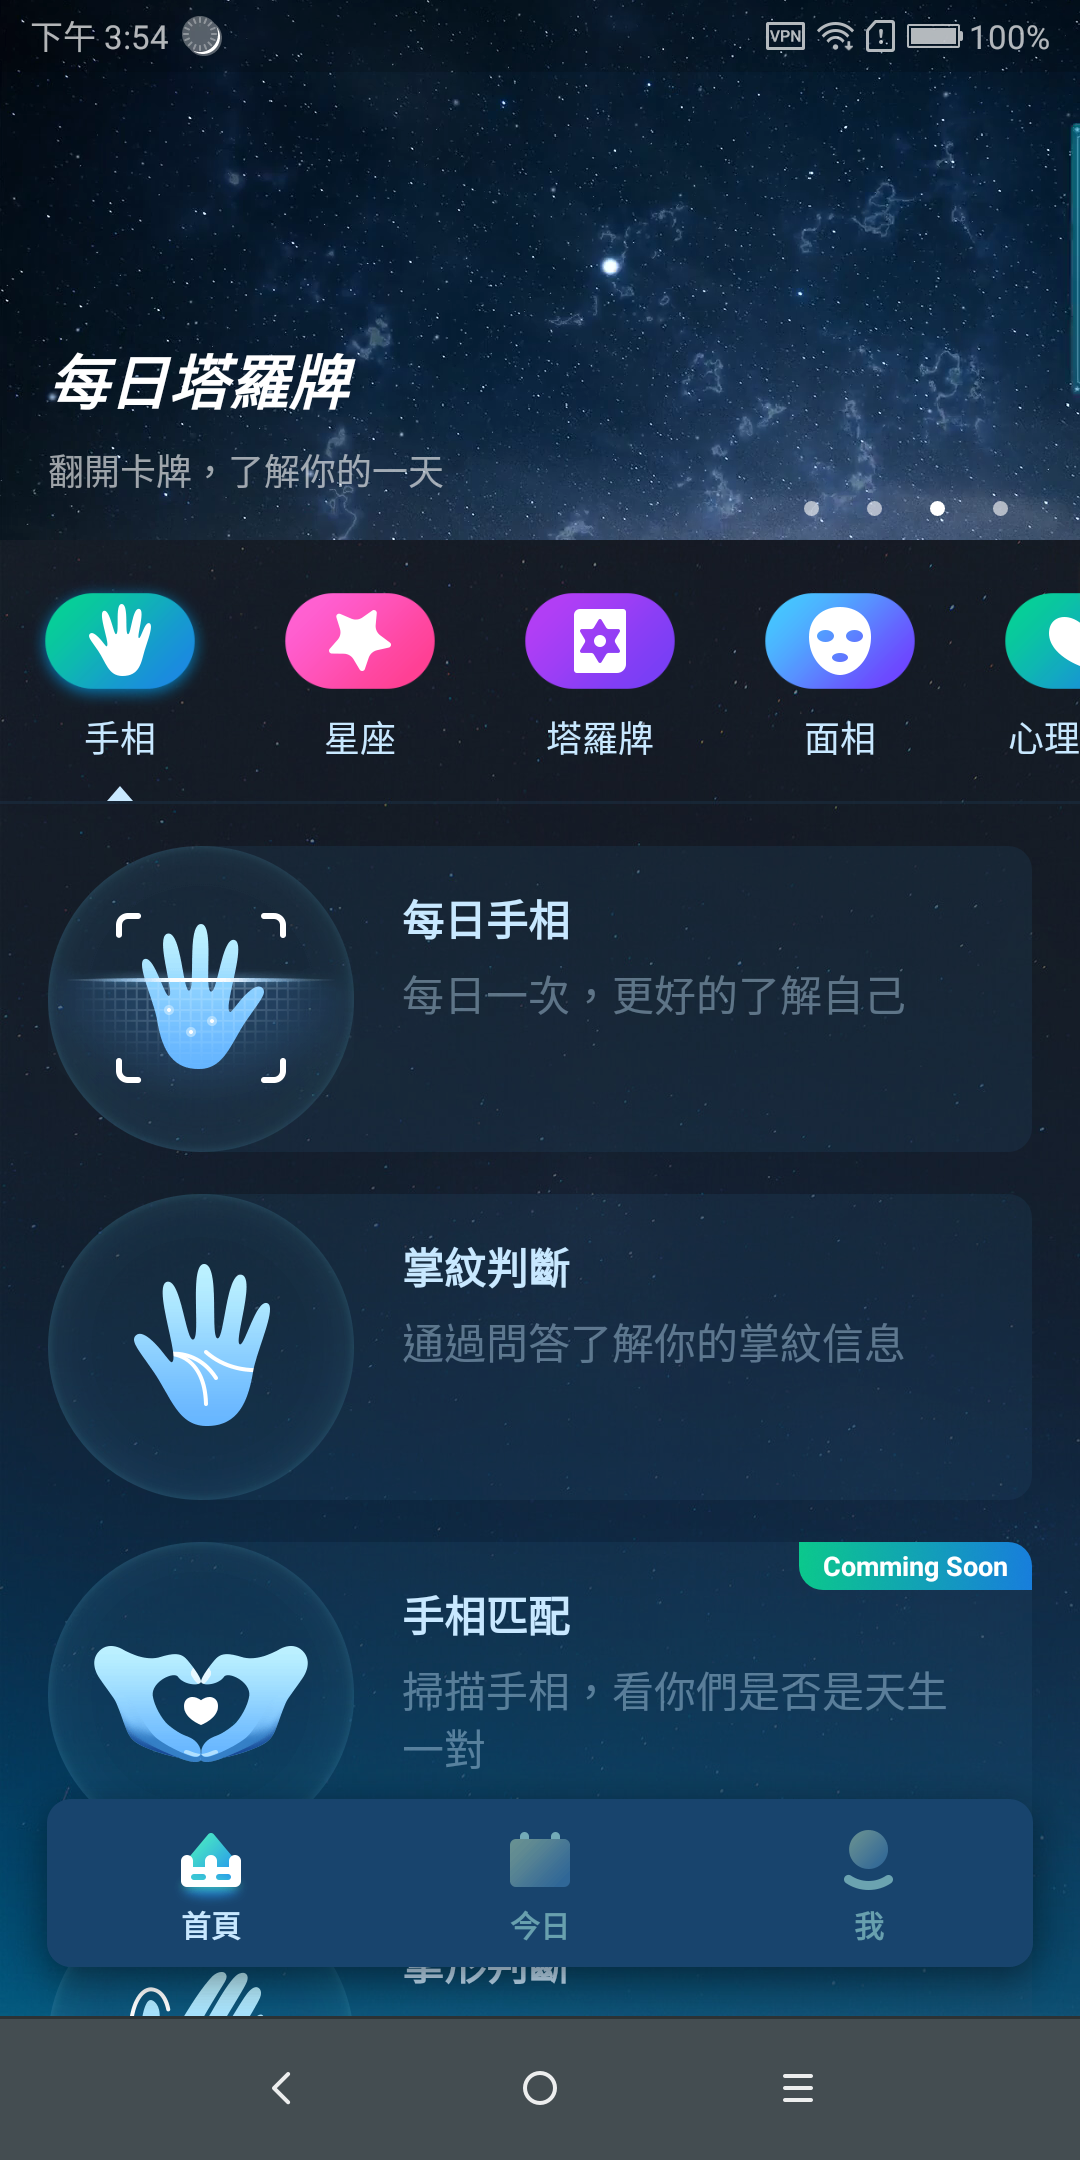 下午 3:54
VPN
100%
每日塔羅牌
翻開卡牌，了解你的一天
手相
星座
塔羅牌
面相
心理
每日手相
每日一次，更好的了解自己
掌紋判斷
通過問答了解你的掌紋信息
Comming Soon
手相匹配
掃描手相，看你們是否是天生
一對
首頁
今日
我